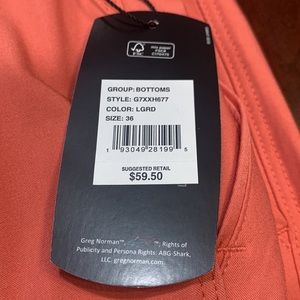 FSC
GROUP: BOTTOMS
STYLE: G7XXH677
COLOR: LGRD
SIZE: 36
1 93049 28199 5
SUGGESTED RETAIL
$59.50
Greg Norman™, ™; Rights of
Publicity and Persona Rights: ABG-Shark,
LLC. gregnorman.com